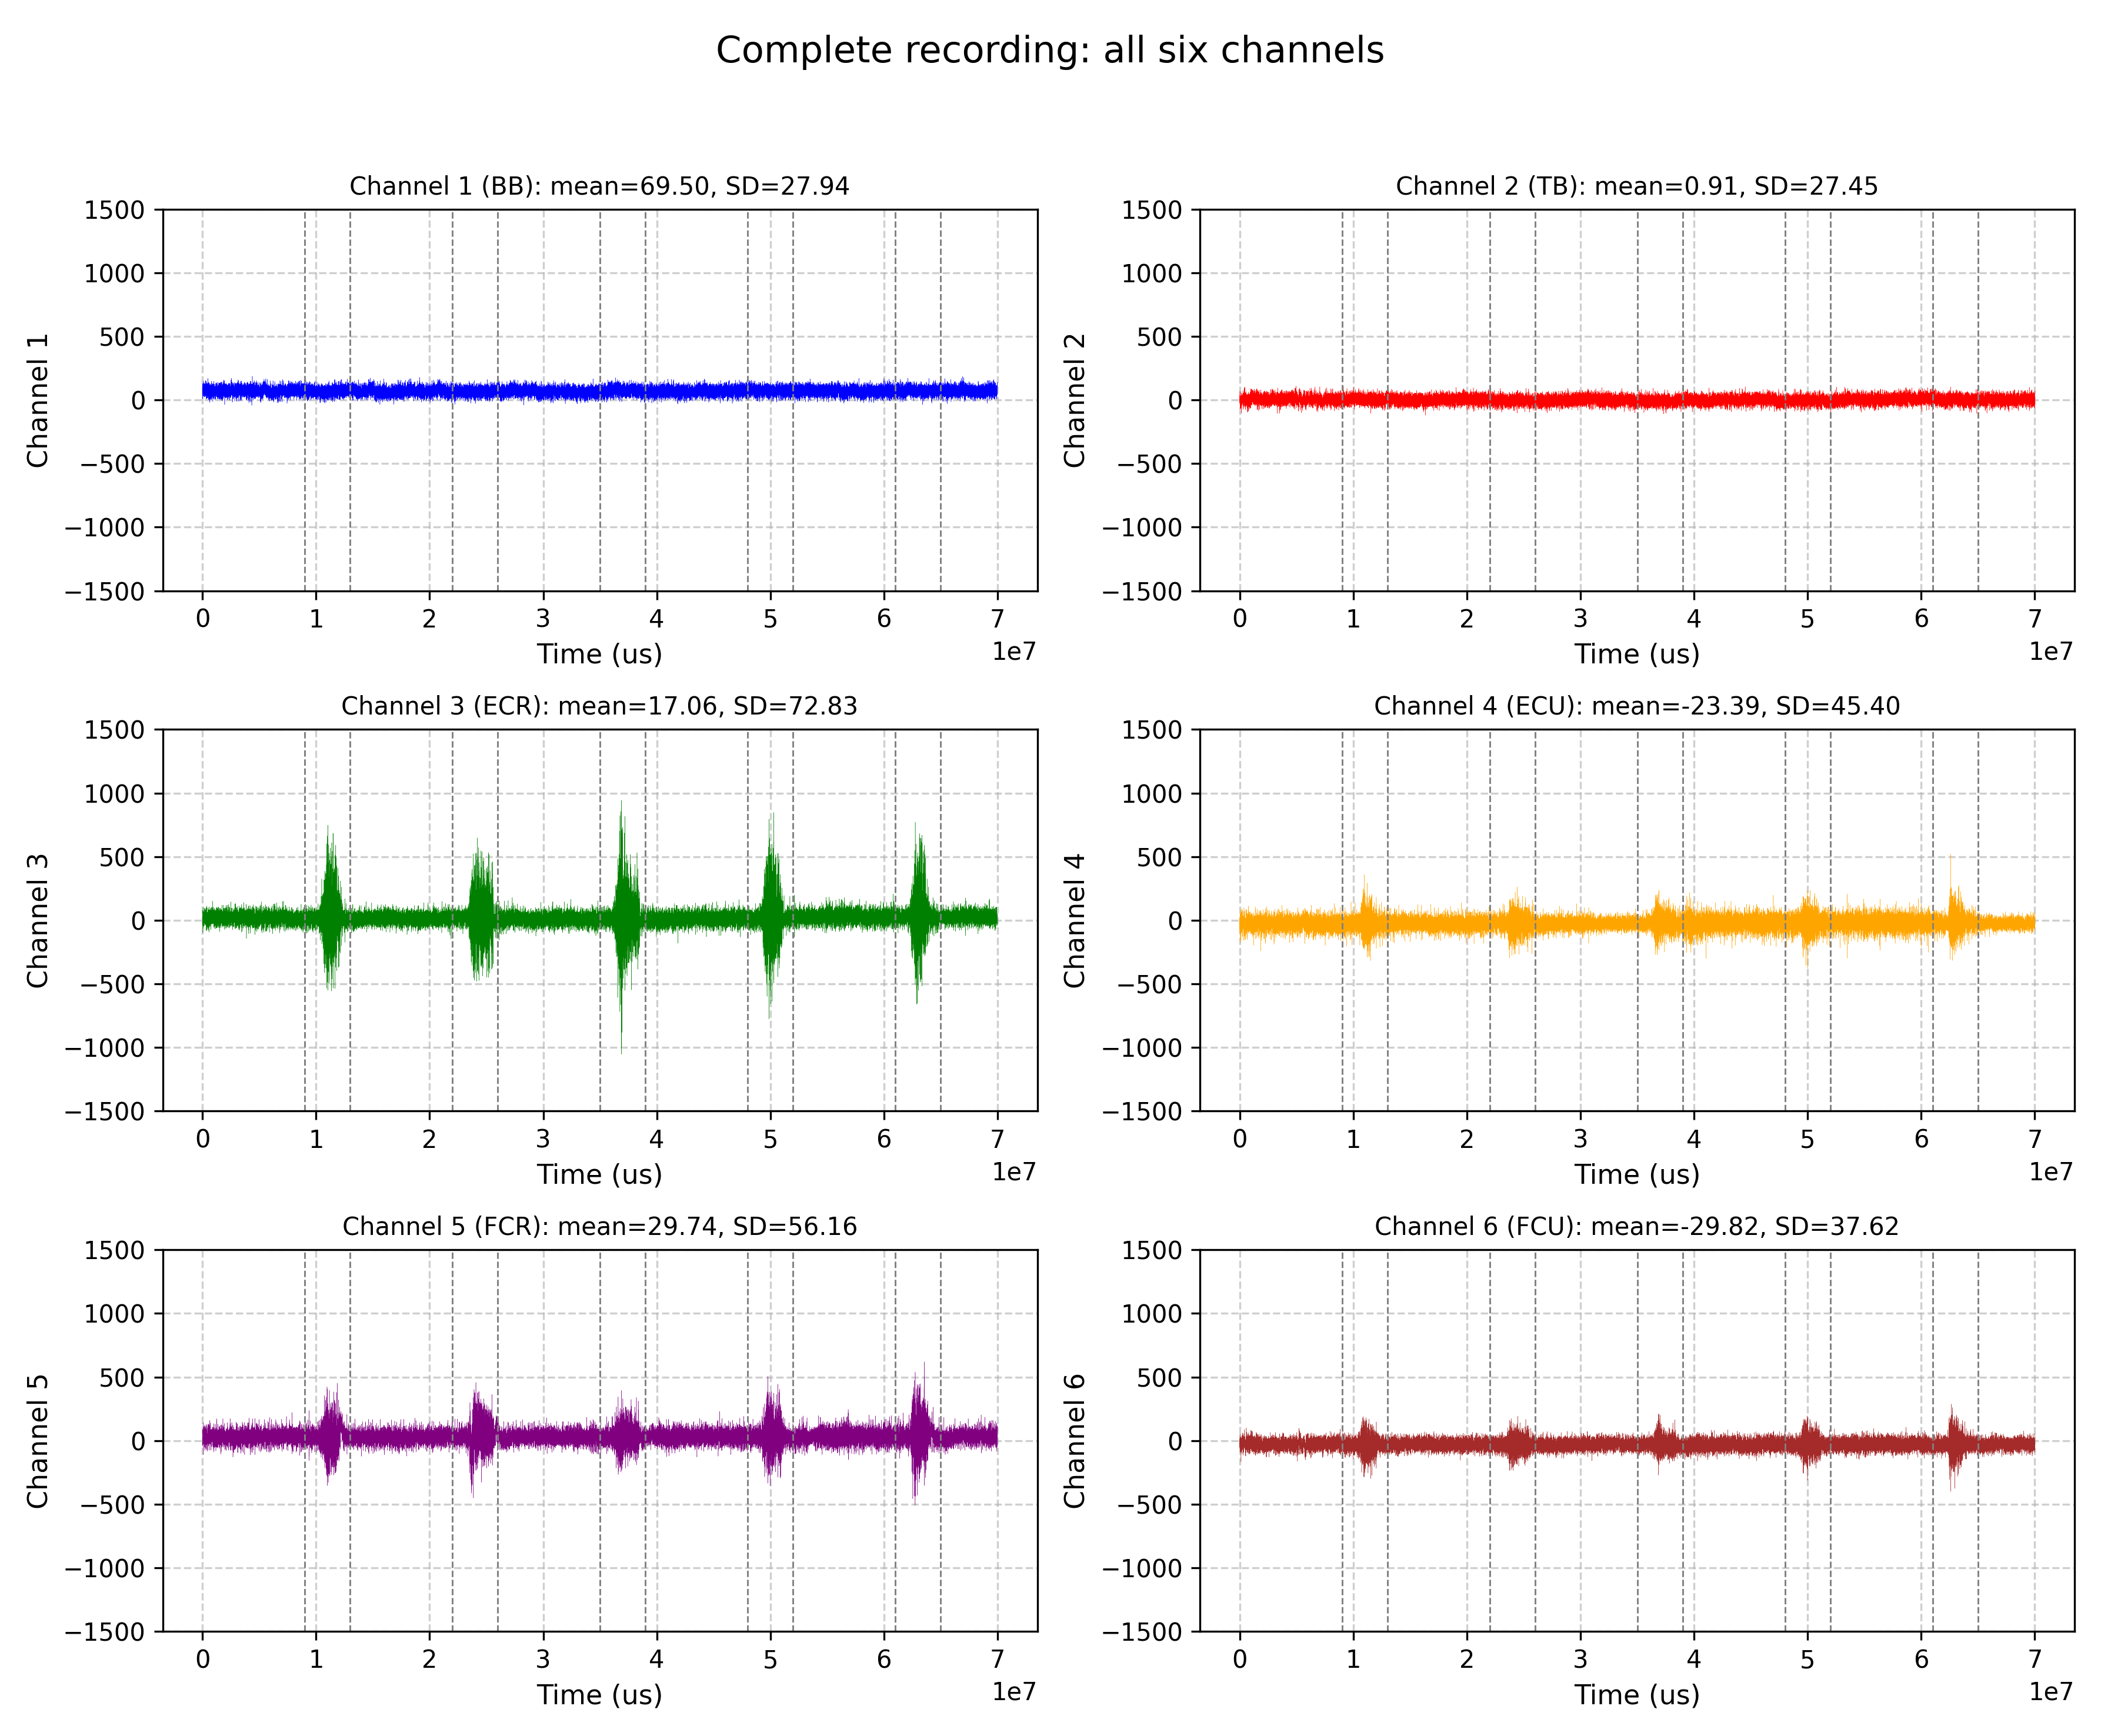 Complete recording: all six channels
Channel 1 (BB): mean=69.50, SD=27.94
1500
1000
500
0
−500
−1000
−1500
Channel 1
0 1 2 3 4 5 6 7
1e7
Time (us)
Channel 2 (TB): mean=0.91, SD=27.45
1500
1000
500
0
−500
−1000
−1500
Channel 2
0 1 2 3 4 5 6 7
1e7
Time (us)
Channel 3 (ECR): mean=17.06, SD=72.83
1500
1000
500
0
−500
−1000
−1500
Channel 3
0 1 2 3 4 5 6 7
1e7
Time (us)
Channel 4 (ECU): mean=-23.39, SD=45.40
1500
1000
500
0
−500
−1000
−1500
Channel 4
0 1 2 3 4 5 6 7
1e7
Time (us)
Channel 5 (FCR): mean=29.74, SD=56.16
1500
1000
500
0
−500
−1000
−1500
Channel 5
0 1 2 3 4 5 6 7
1e7
Time (us)
Channel 6 (FCU): mean=-29.82, SD=37.62
1500
1000
500
0
−500
−1000
−1500
Channel 6
0 1 2 3 4 5 6 7
1e7
Time (us)